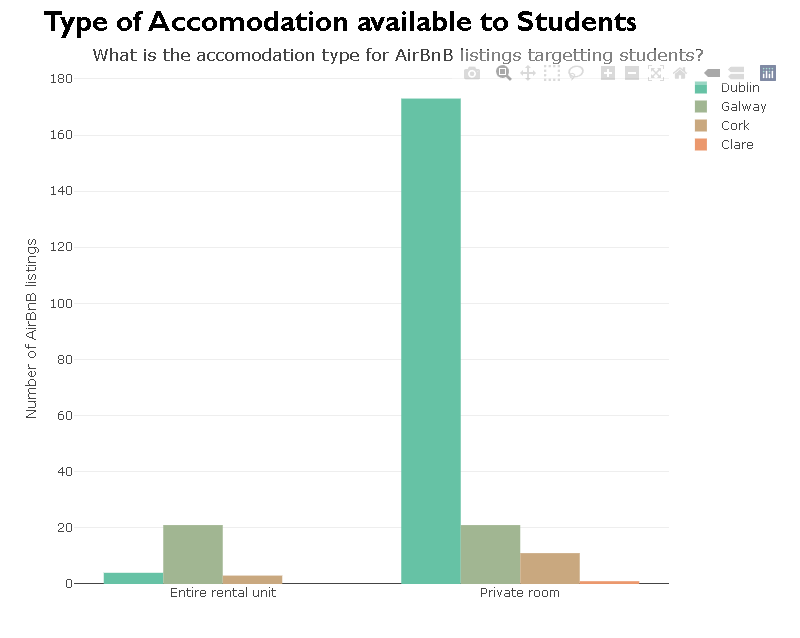 Type of Accomodation available to Students
What is the accomodation type for AirBnB listings targetting students?
180
160
140
120
100
80
60
40
20
0
Number of AirBnB listings
Entire rental unit
Private room
Dublin
Galway
Cork
Clare